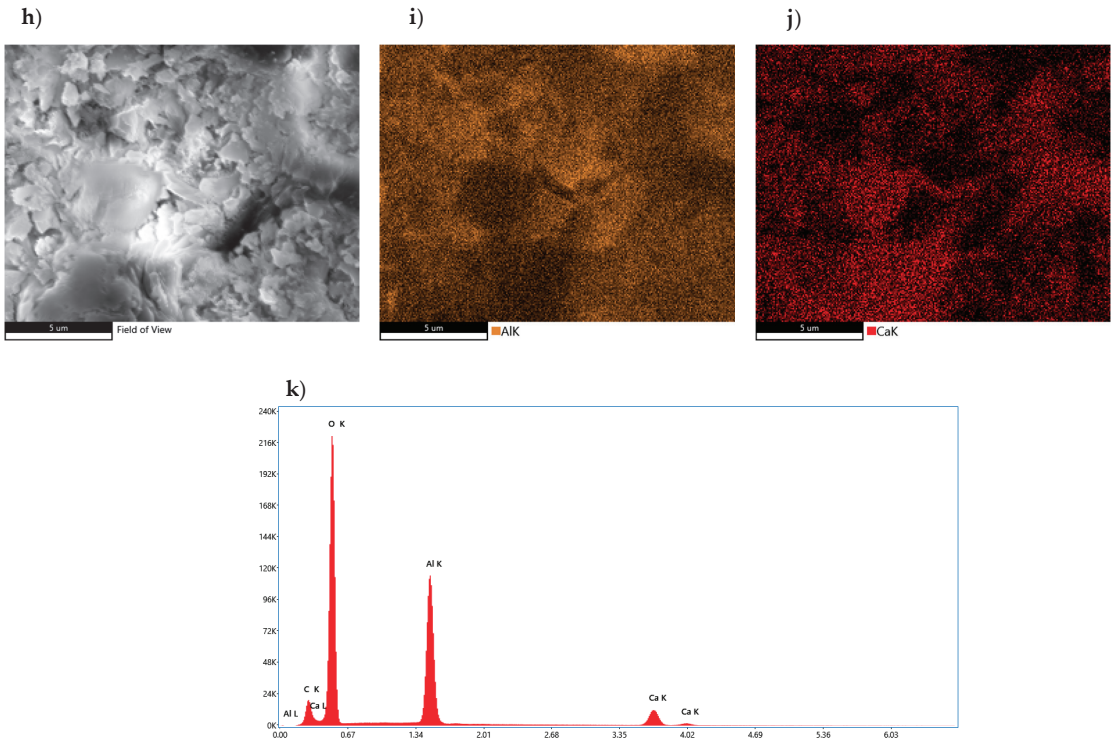 h)
i)
j)
5 um Field of View
5 um AlK
5 um CaK
k)
240K
216K
192K
168K
144K
120K
96K
72K
48K
24K
0K
O K
Al K
C K
Ca L
Al L
Ca K
Ca K
0.00 0.67 1.34 2.01 2.68 3.35 4.02 4.69 5.36 6.03